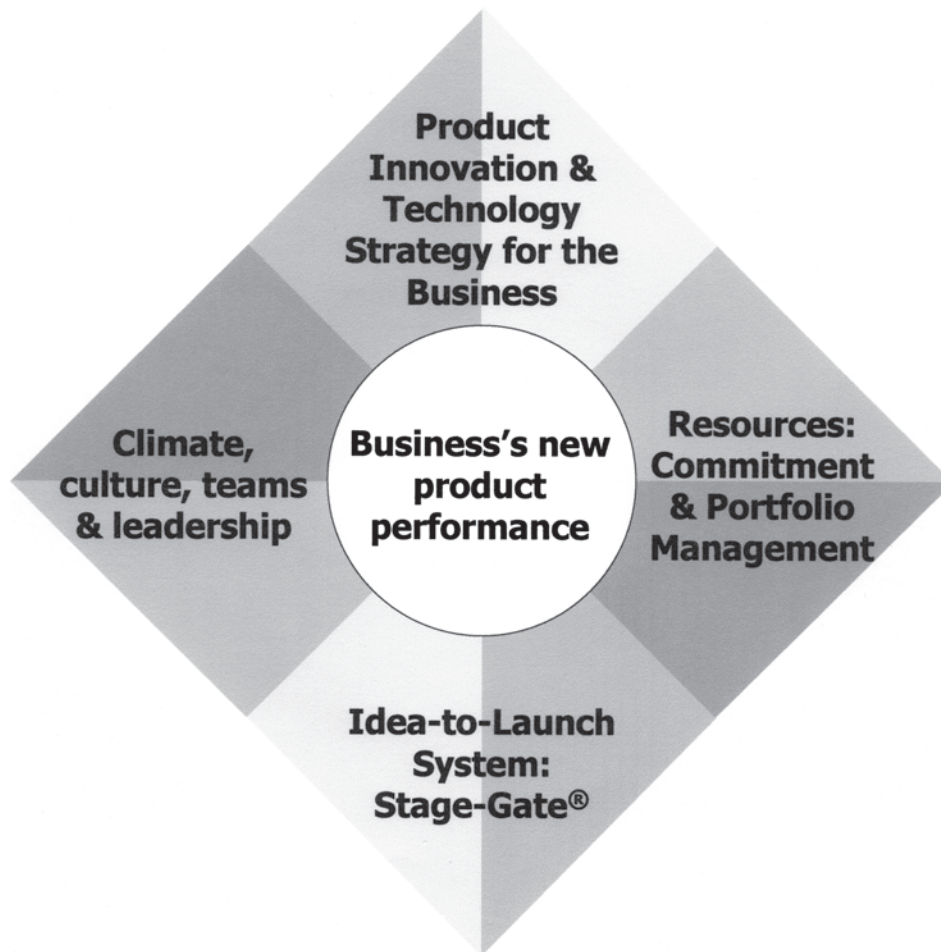 Product
Innovation &
Technology
Strategy for the
Business
Climate,
culture, teams
& leadership
Business's new
product
performance
Resources:
Commitment
& Portfolio
Management
Idea-to-Launch
System:
Stage-Gate®